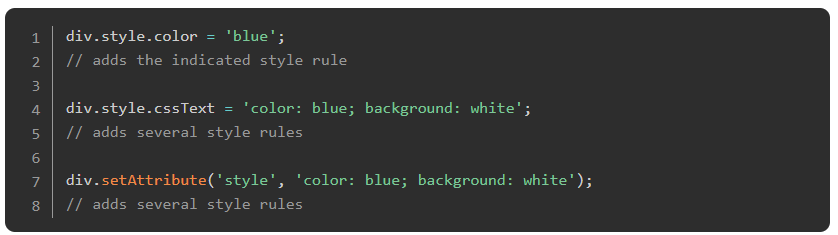 1 div.style.color = 'blue';
2 // adds the indicated style rule
3
4 div.style.cssText = 'color: blue; background: white';
5 // adds several style rules
6
7 div.setAttribute('style', 'color: blue; background: white');
8 // adds several style rules